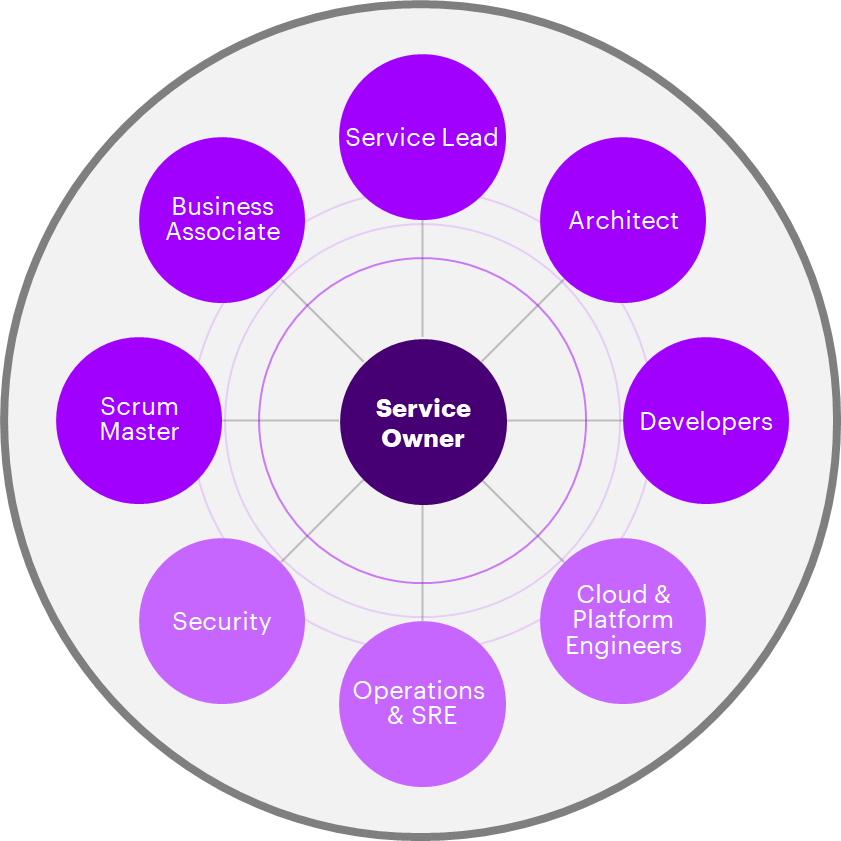 Service Lead
Business
Associate
Architect
Scrum
Master
Service
Owner
Developers
Security
Cloud &
Platform
Engineers
Operations
& SRE